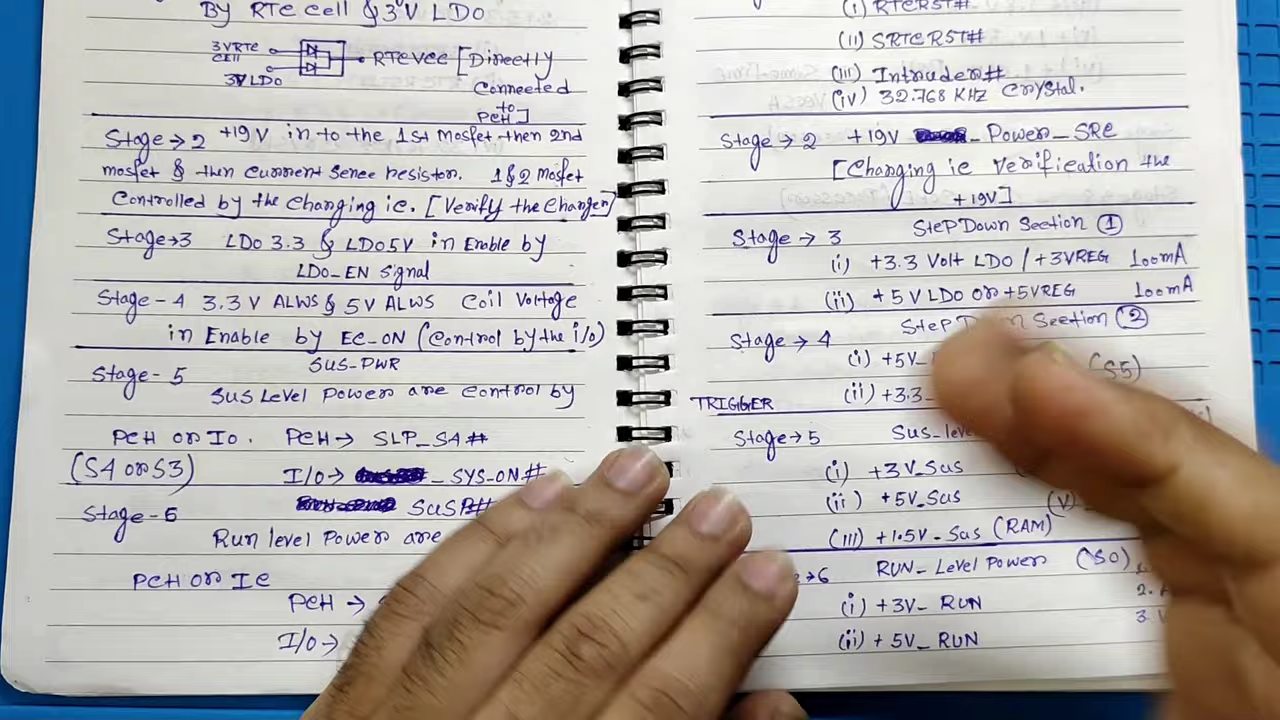 BY RTC Cell & 3V LDO
3VRTC
CELL
3V LDO
RTCVCC [Directly
Connected
to
PCH]
Stage → 2 +19V in to the 1st Mosfet then 2nd
mosfet & then current Sence resistor. 1 & 2 Mosfet
Controlled by the Charging ic. [Verify the Charger]
Stage → 3 LDO 3.3 & LDO5V in Enable by
LDO_EN Signal
Stage - 4 3.3 V ALWS & 5V ALWS Coil Voltage
in Enable by EC_ON (Control by the i/o)
Stage - 5 SUS_PWR
SUS Level Power are control by
PCH or Io. PCH → SLP_S4#
(S4 or S3) I/O → _ SYS_ON#
SUSP#
Stage - 6
Run level Power are
PCH or IC
PCH →
I/O →
(i) RTCRST#
(ii) SRTCRST#
(iii) Intruder#
(iv) 32.768 KHz Crystal.
Stage → 2 +19V _ Power_SRC
[Charging ic Verification the
+19V]
Stage → 3 Step Down Section ①
(i) +3.3 Volt LDO / +3VREG 100mA
(ii) +5V LDO or +5VREG 100mA
Stage → 4 Step Down Section ②
(i) +5V_ (S5)
(ii) +3.3_
TRIGGER
Stage → 5 Sus_leve
(i) +3V_Sus
(ii) +5V_Sus (V)
(iii) +1.5V_Sus (RAM)
→ 6 RUN_Level Power (S0)
(i) +3V_RUN 2.
(ii) +5V_RUN 3. V